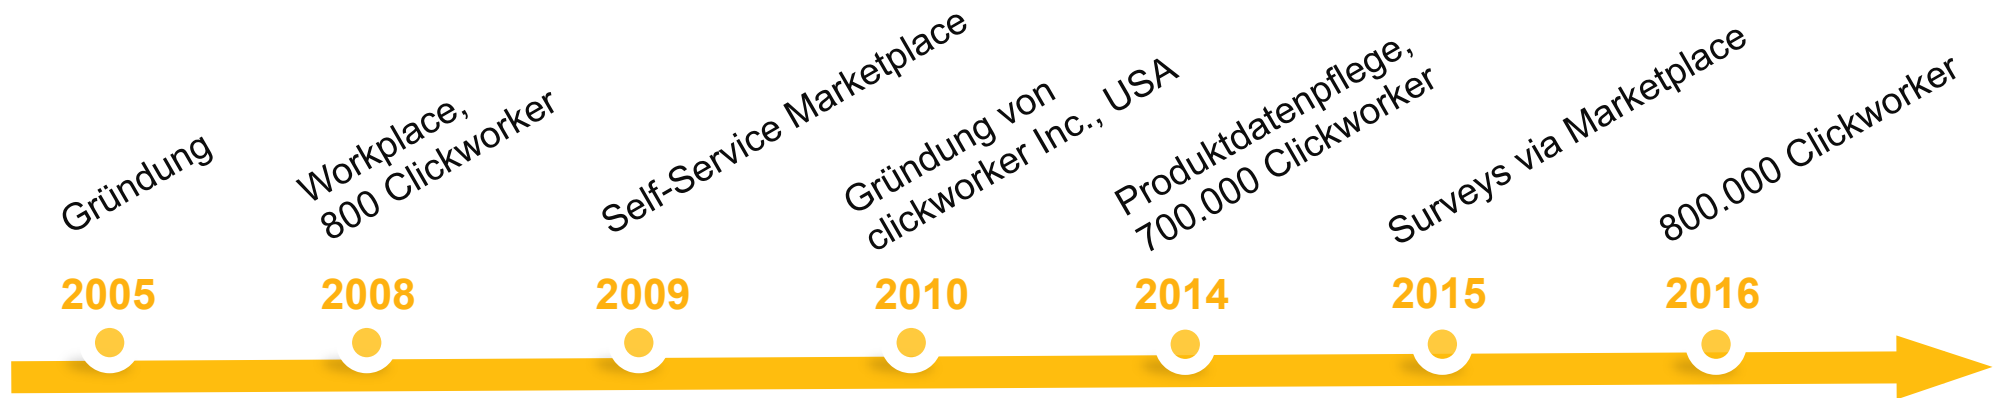 Gründung
2005
Workplace,
800 Clickworker
2008
Self-Service Marketplace
2009
Gründung von
clickworker Inc., USA
2010
Produktdatenpflege,
700.000 Clickworker
2014
Surveys via Marketplace
2015
800.000 Clickworker
2016